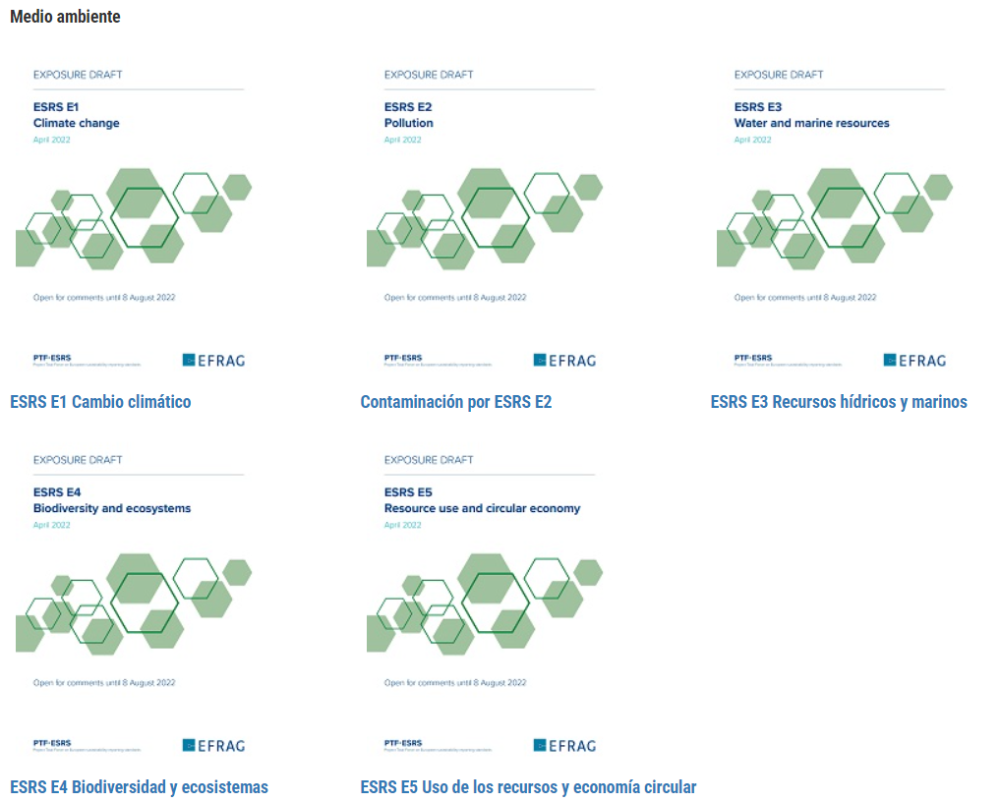 Medio ambiente
EXPOSURE DRAFT
ESRS E1
Climate change
April 2022
Open for comments until 8 August 2022
PTF-ESRS
EFRAG
ESRS E1 Cambio climático
EXPOSURE DRAFT
ESRS E2
Pollution
April 2022
Open for comments until 8 August 2022
PTF-ESRS
EFRAG
Contaminación por ESRS E2
EXPOSURE DRAFT
ESRS E3
Water and marine resources
April 2022
Open for comments until 8 August 2022
PTF-ESRS
EFRAG
ESRS E3 Recursos hídricos y marinos
EXPOSURE DRAFT
ESRS E4
Biodiversity and ecosystems
April 2022
Open for comments until 8 August 2022
PTF-ESRS
EFRAG
ESRS E4 Biodiversidad y ecosistemas
EXPOSURE DRAFT
ESRS E5
Resource use and circular economy
April 2022
Open for comments until 8 August 2022
PTF-ESRS
EFRAG
ESRS E5 Uso de los recursos y economía circular